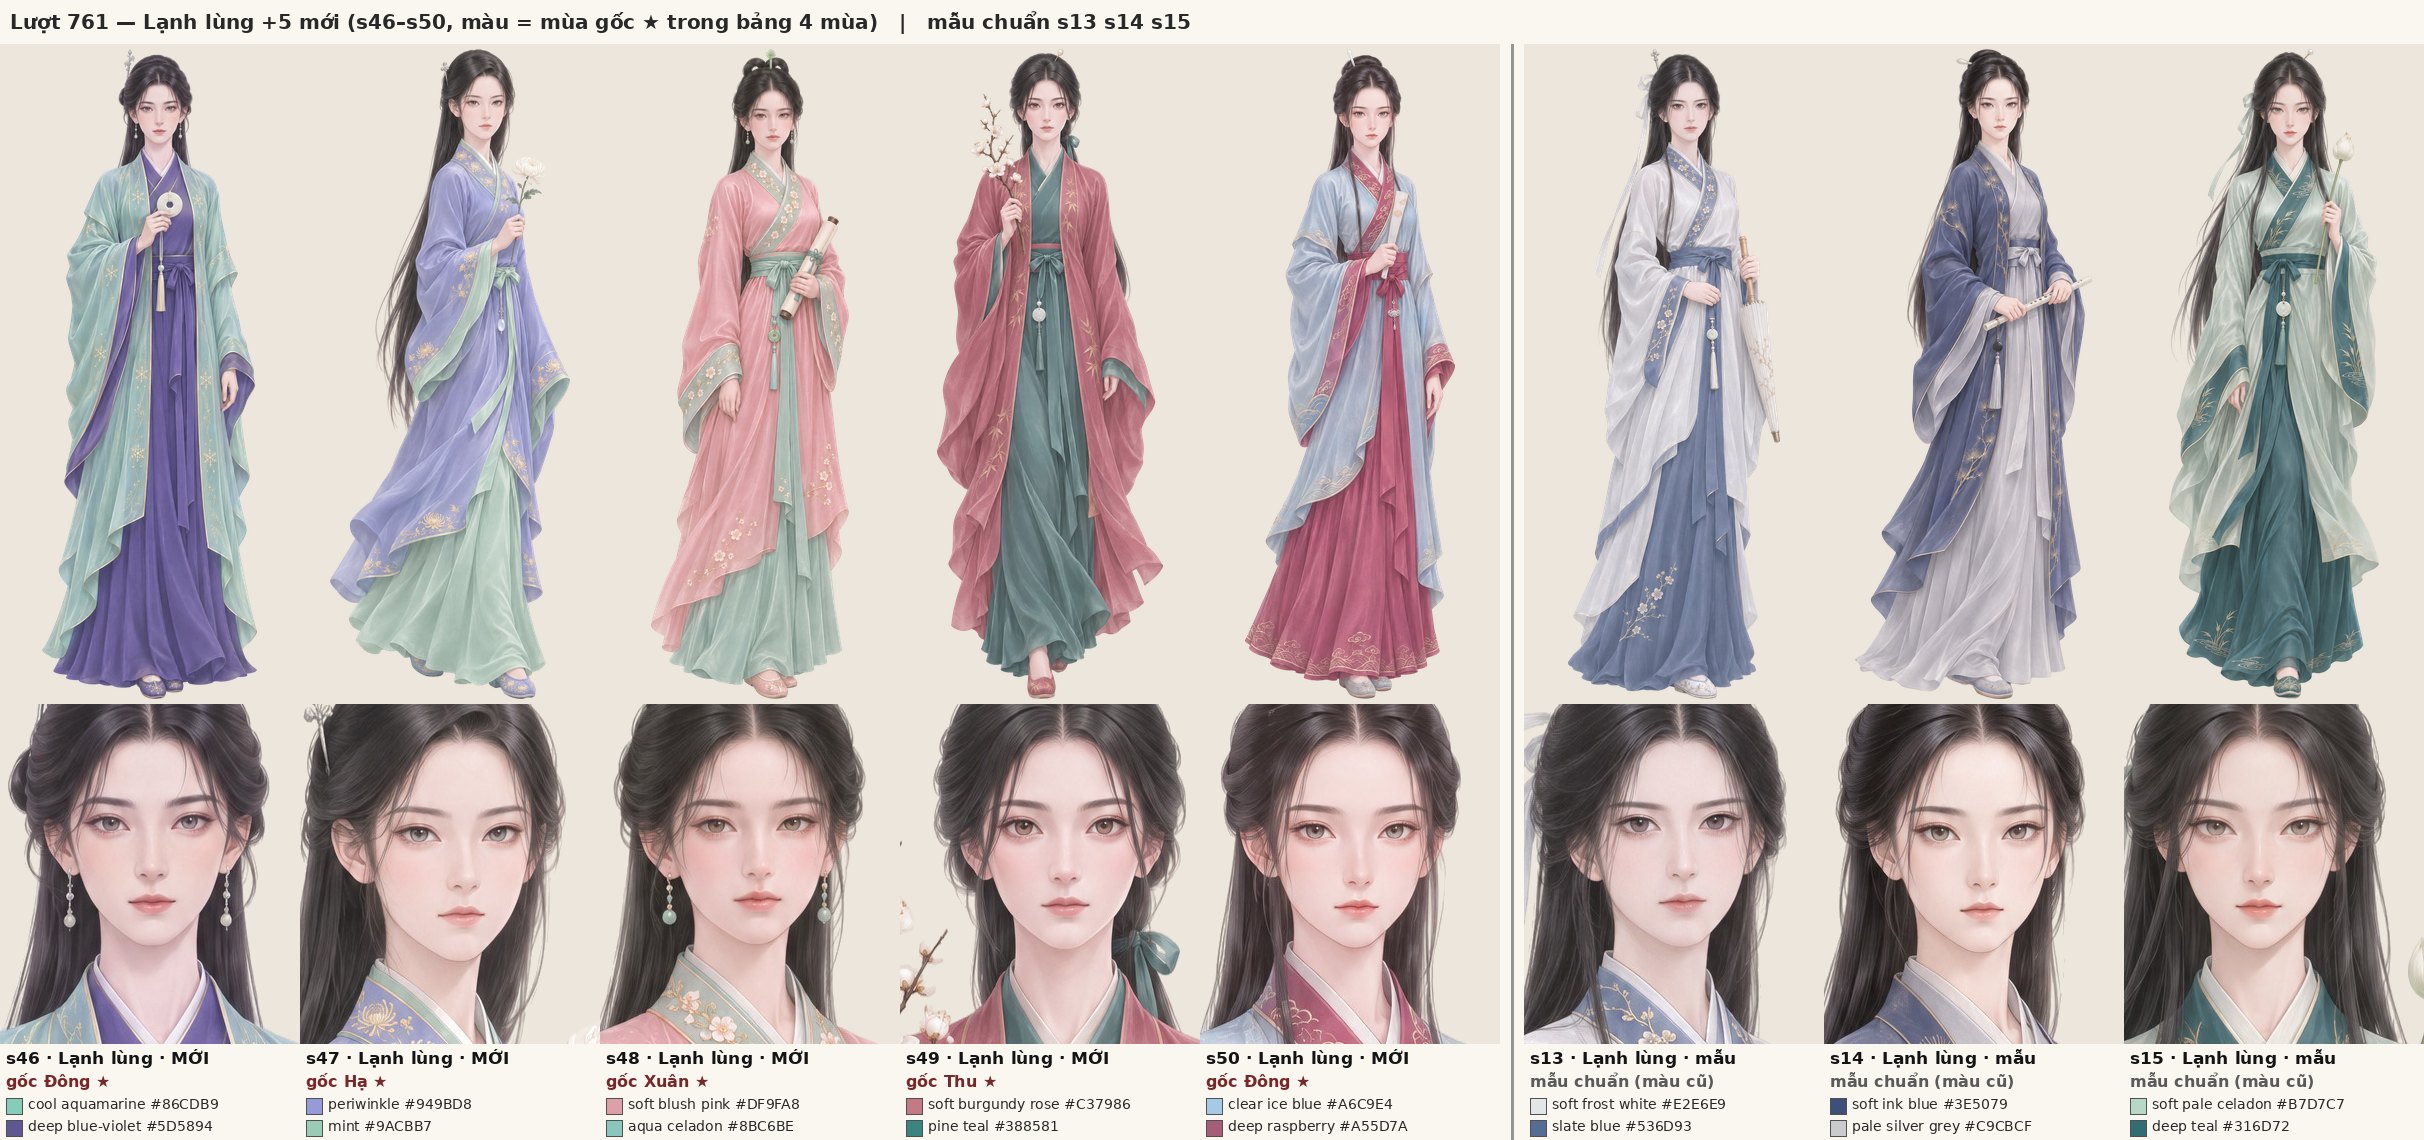 Lượt 761 — Lạnh lùng +5 mới (s46–s50, màu = mùa gốc ★ trong bảng 4 mùa) | mẫu chuẩn s13 s14 s15
s46 · Lạnh lùng · MỚI
gốc Đông ★
cool aquamarine #86CDB9
deep blue-violet #5D5894
s47 · Lạnh lùng · MỚI
gốc Hạ ★
periwinkle #949BD8
mint #9ACBB7
s48 · Lạnh lùng · MỚI
gốc Xuân ★
soft blush pink #DF9FA8
aqua celadon #8BC6BE
s49 · Lạnh lùng · MỚI
gốc Thu ★
soft burgundy rose #C37986
pine teal #388581
s50 · Lạnh lùng · MỚI
gốc Đông ★
clear ice blue #A6C9E4
deep raspberry #A55D7A
s13 · Lạnh lùng · mẫu
mẫu chuẩn (màu cũ)
soft frost white #E2E6E9
slate blue #536D93
s14 · Lạnh lùng · mẫu
mẫu chuẩn (màu cũ)
soft ink blue #3E5079
pale silver grey #C9CBCF
s15 · Lạnh lùng · mẫu
mẫu chuẩn (màu cũ)
soft pale celadon #B7D7C7
deep teal #316D72